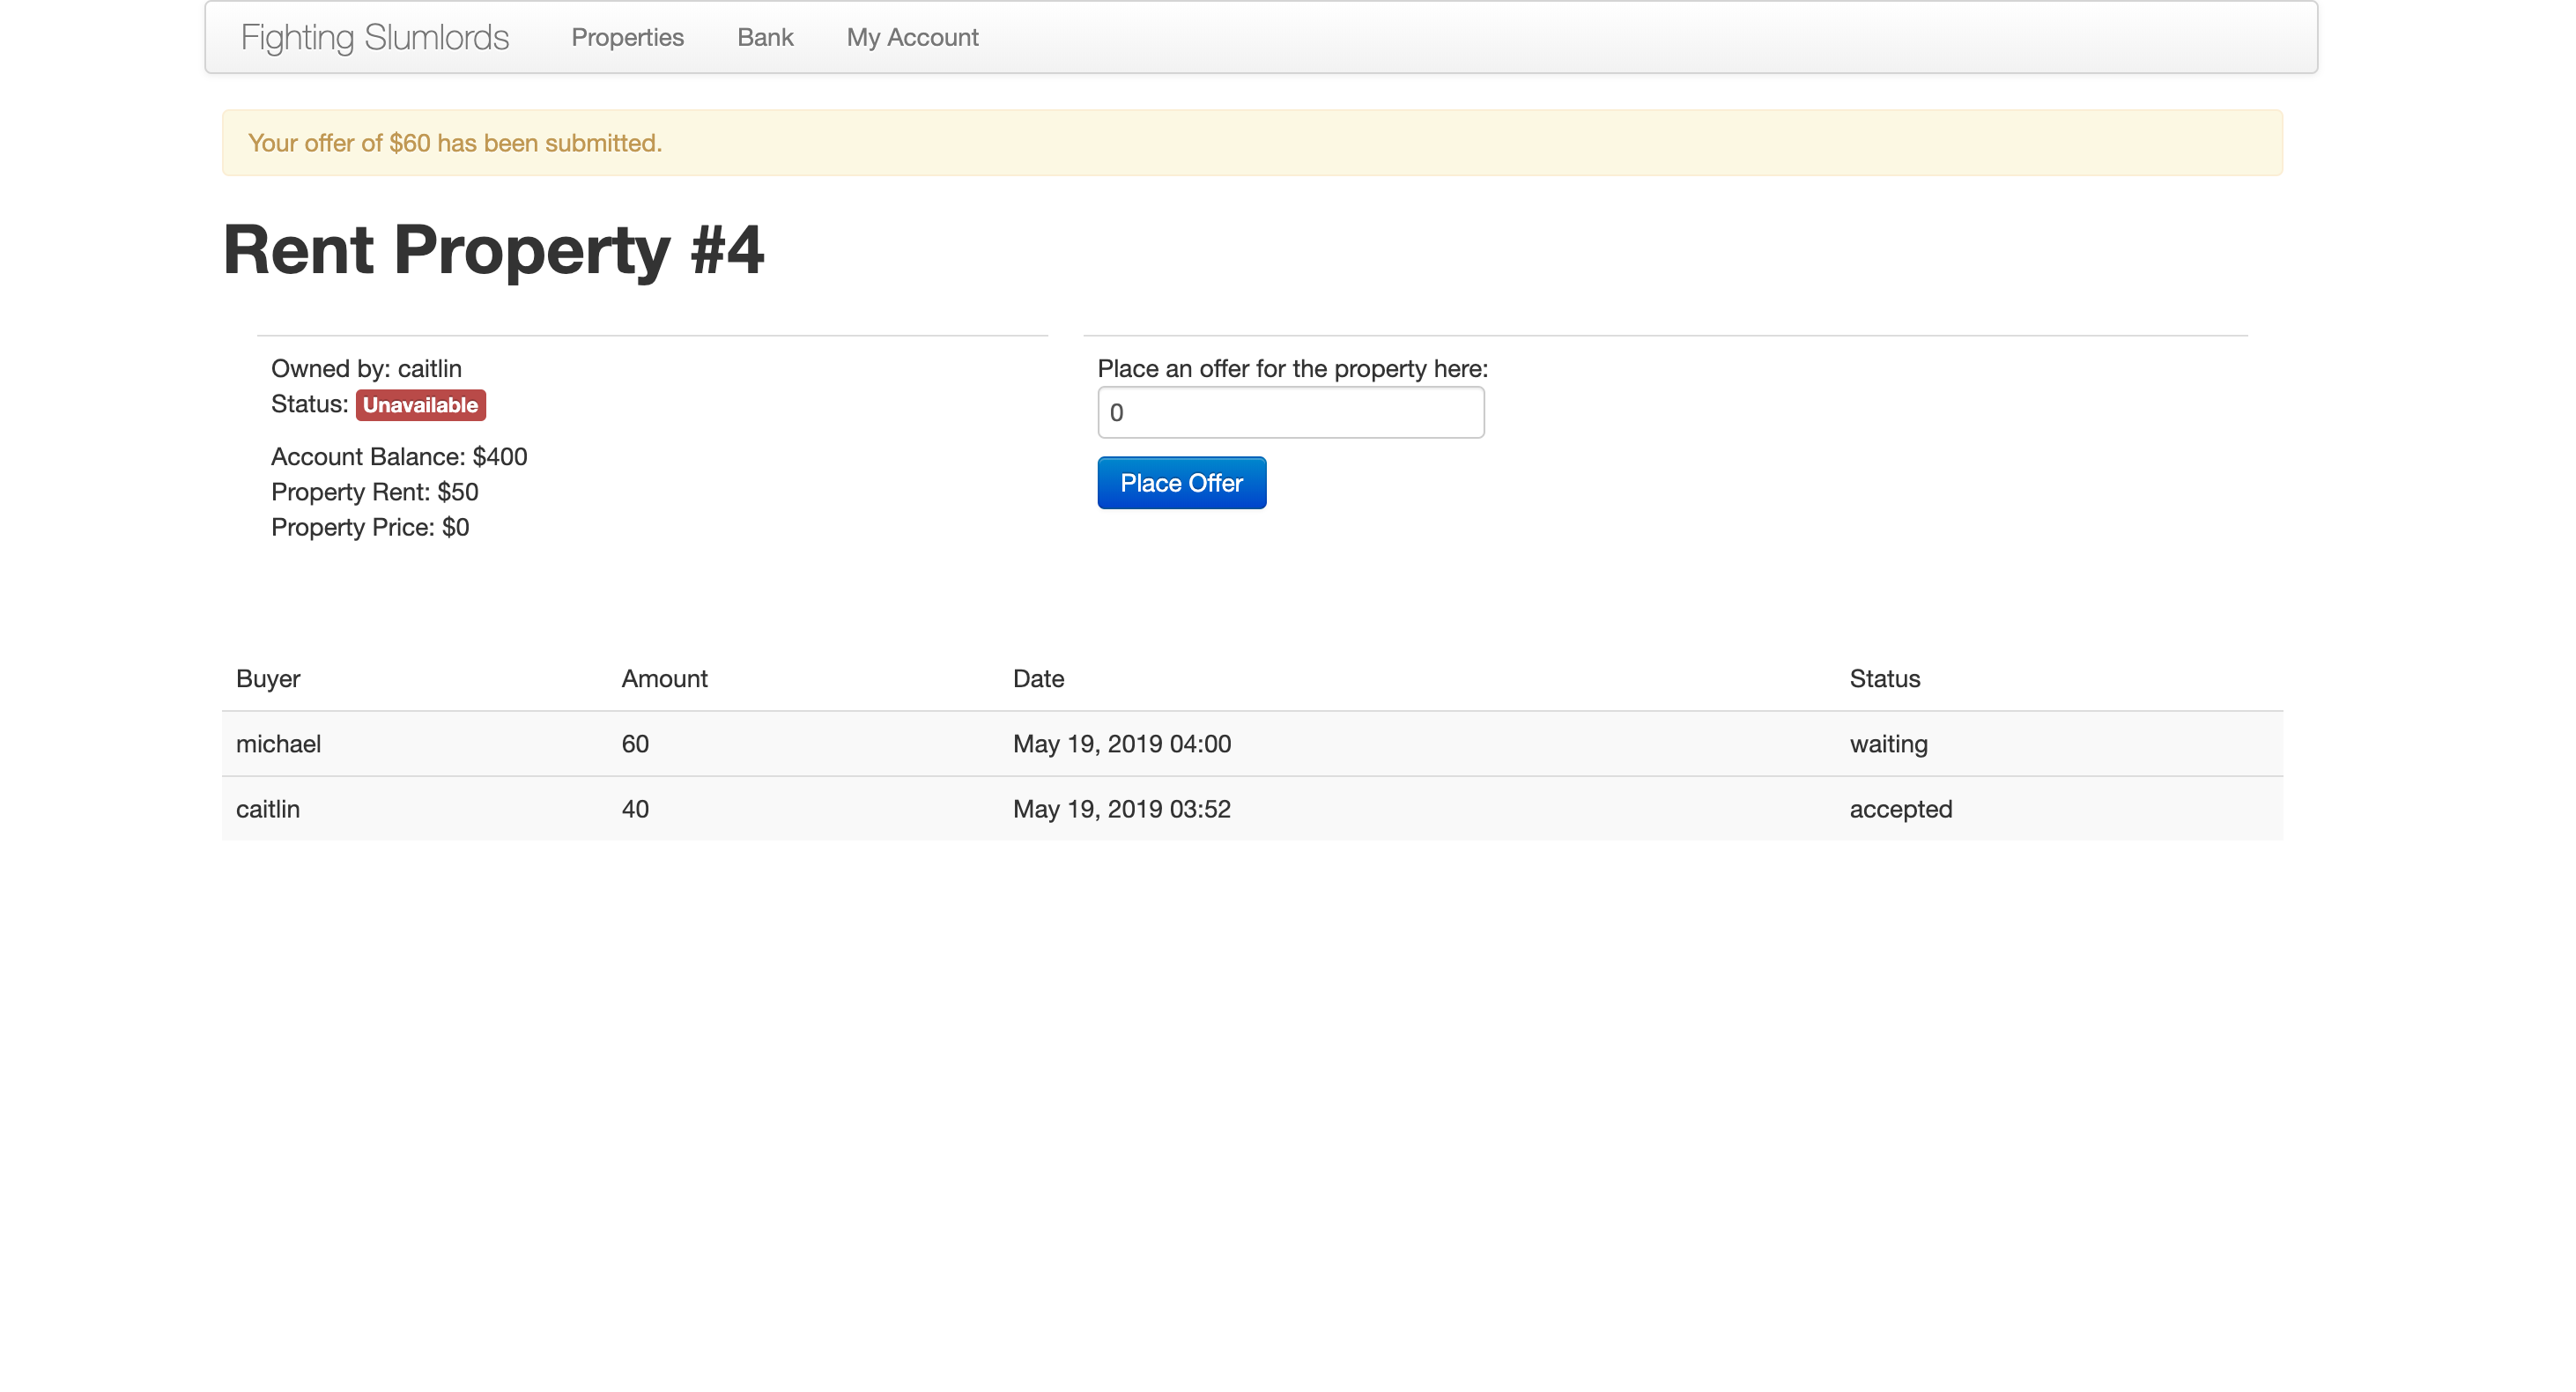 Fighting Slumlords Properties Bank My Account
Your offer of $60 has been submitted.
Rent Property #4
Owned by: caitlin
Status: Unavailable
Account Balance: $400
Property Rent: $50
Property Price: $0
Place an offer for the property here:
0
Place Offer
Buyer Amount Date Status
michael 60 May 19, 2019 04:00 waiting
caitlin 40 May 19, 2019 03:52 accepted